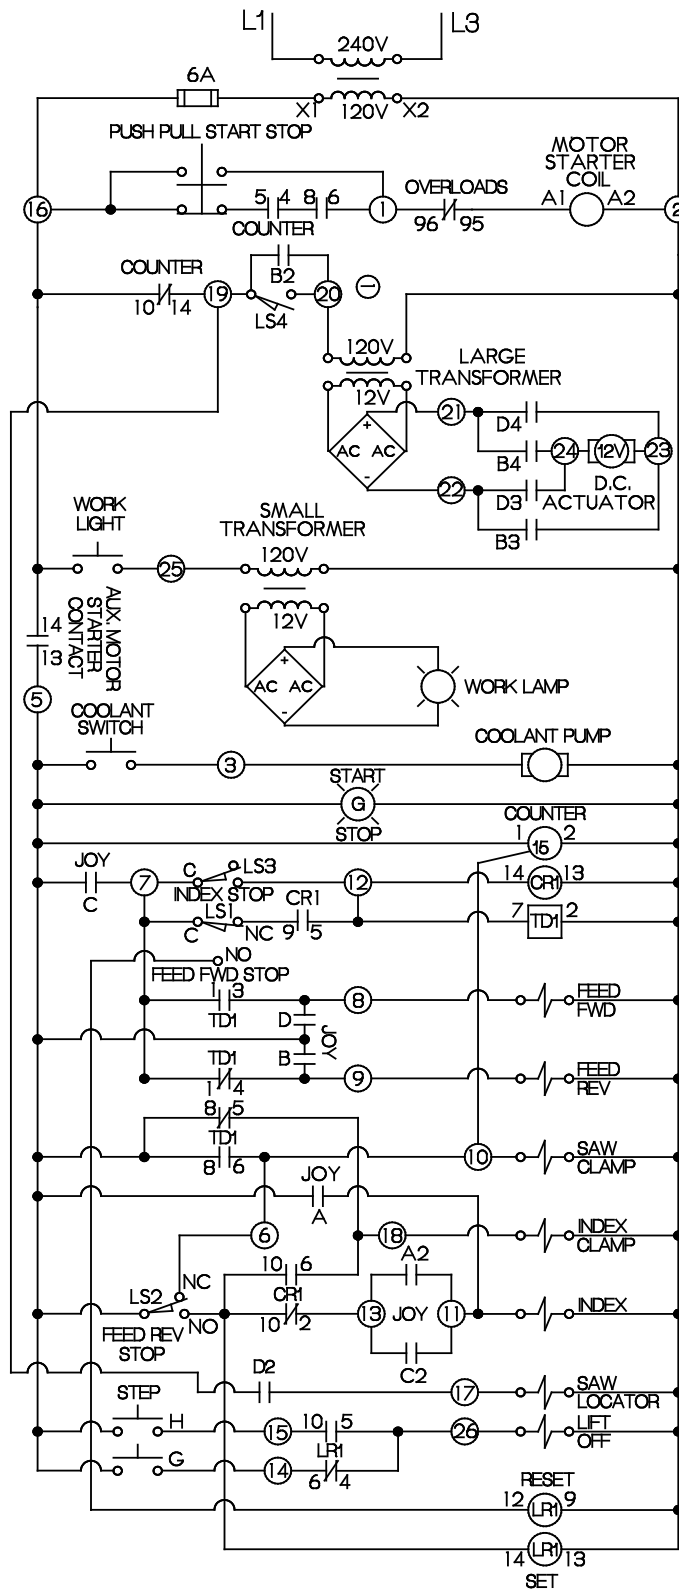 L1 L3
240V
6A
X1 120V X2
PUSH PULL START STOP
MOTOR
STARTER
COIL
OVERLOADS
5 4 8 6
A1 A2
16 1 2
96 95
COUNTER
COUNTER
B2
10 14 19 20 1
LS4
120V
LARGE
TRANSFORMER
12V
21
+
D4
AC AC
B4 24 12V 23
-
22 D3
D.C.
ACTUATOR
B3
WORK
LIGHT
SMALL
TRANSFORMER
120V
25
AUX. MOTOR
STARTER
CONTACT
14
13
12V
+
AC AC
-
WORK LAMP
5
COOLANT
SWITCH
3
COOLANT PUMP
START
G
STOP
COUNTER
1 15 2
JOY
C
7
C LS3
INDEX STOP
12
14 CR1 13
LS1
C NC
CR1
9 5
7 TD1 2
NO
FEED FWD STOP
1 3
TD1
D
8
FEED
FWD
JOY
TD1
1 4
B
9
FEED
REV
8 5
TD1
8 6
10
SAW
CLAMP
JOY
A
6
18
INDEX
CLAMP
10 6
A2
CR1
LS2 NC
NO
10 2
13 JOY 11
INDEX
FEED REV
STOP
C2
D2
17
SAW
LOCATOR
STEP
H
15
10 5
26
LIFT
OFF
LR1
G
14
6 4
RESET
12 LR1 9
LR1
14 13
SET